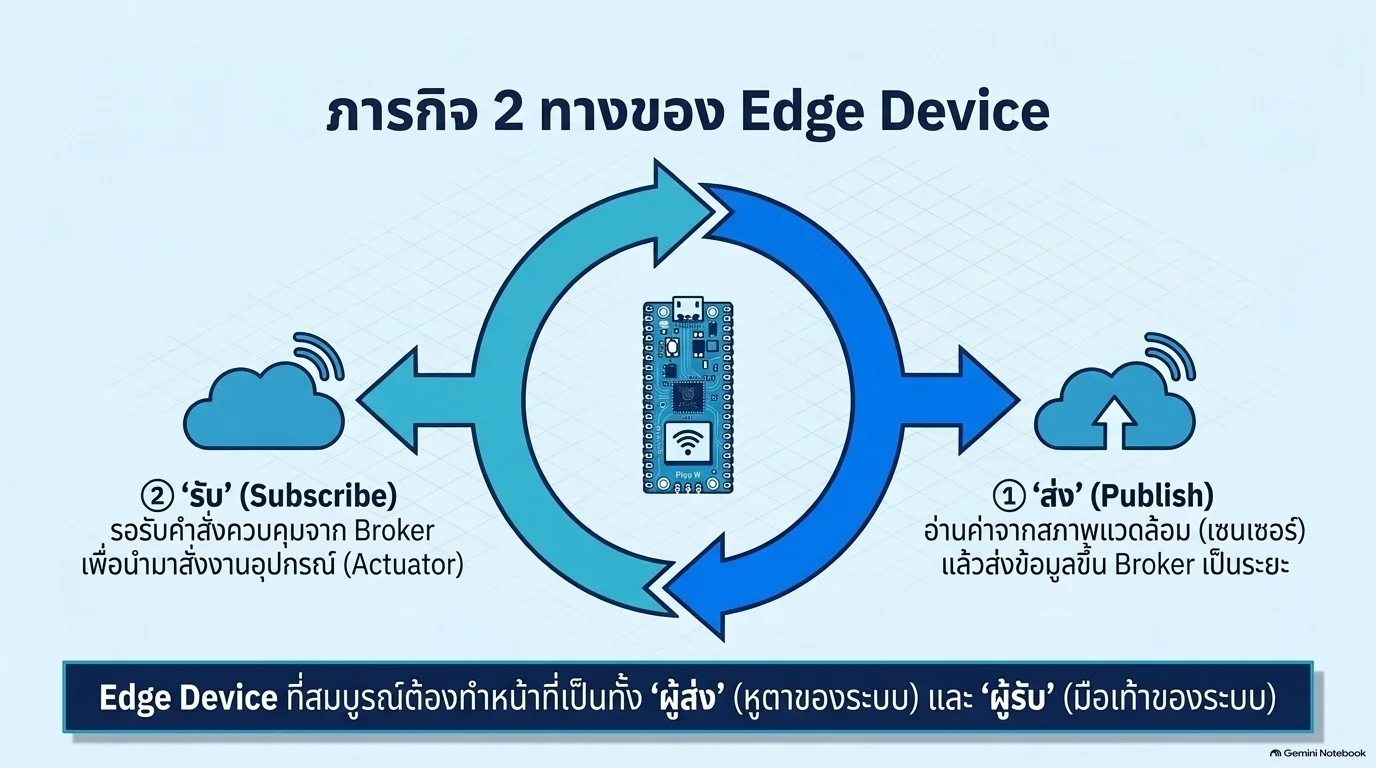 ภารกิจ 2 ทางของ Edge Device
② ‘รับ’ (Subscribe)
รอรับคำสั่งควบคุมจาก Broker
เพื่อนำมาสั่งงานอุปกรณ์ (Actuator)
① ‘ส่ง’ (Publish)
อ่านค่าจากสภาพแวดล้อม (เซนเซอร์)
แล้วส่งข้อมูลขึ้น Broker เป็นระยะ
Pico W
Edge Device ที่สมบูรณ์ต้องทำหน้าที่เป็นทั้ง ‘ผู้ส่ง’ (หูตาของระบบ) และ ‘ผู้รับ’ (มือเท้าของระบบ)
Gemini Notebook